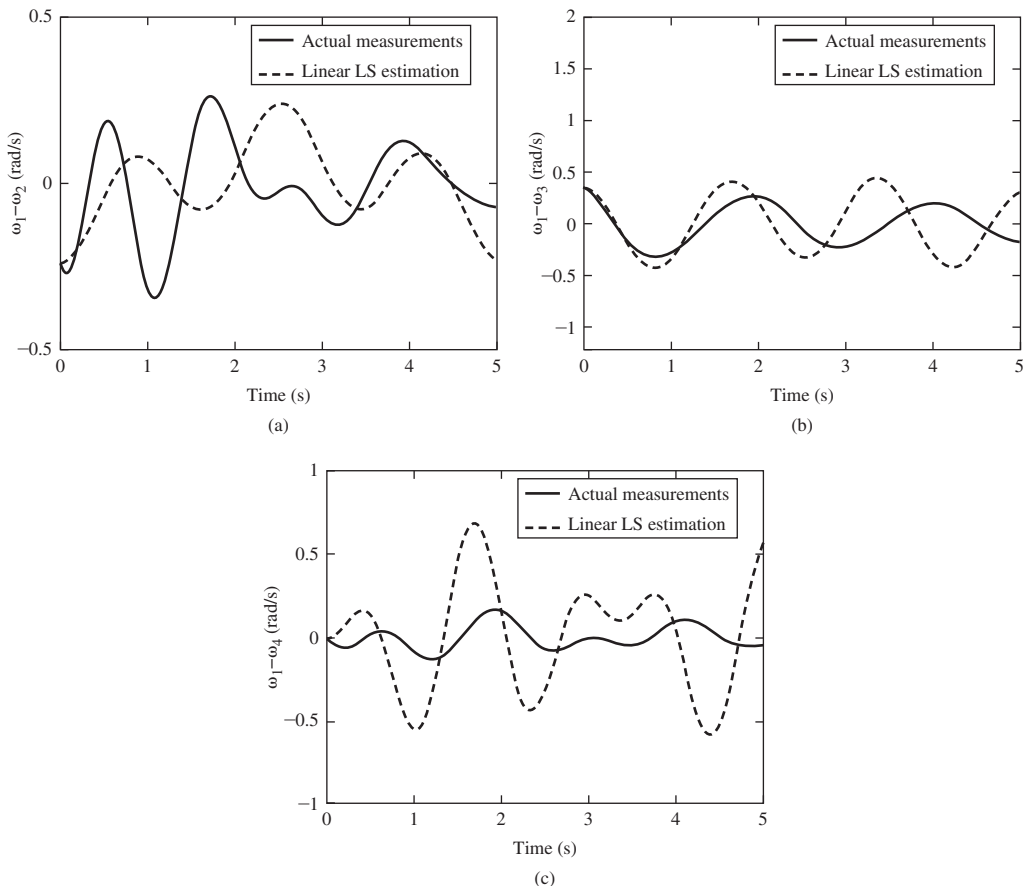 0.5
Actual measurements
Linear LS estimation
ω1–ω2 (rad/s)
0
−0.5
0 1 2 3 4 5
Time (s)
(a)
2
Actual measurements
Linear LS estimation
1.5
1
ω1–ω3 (rad/s)
0.5
0
−0.5
−1
0 1 2 3 4 5
Time (s)
(b)
1
Actual measurements
Linear LS estimation
0.5
ω1–ω4 (rad/s)
0
−0.5
−1
0 1 2 3 4 5
Time (s)
(c)